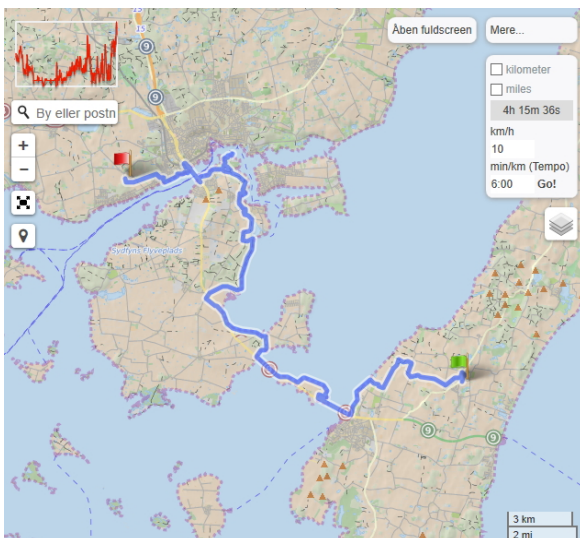 15
15
9
9
Åben fuldscreen
Mere...
By eller postn
kilometer
miles
4h 15m 36s
km/h
10
min/km (Tempo)
6:00 Go!
+
−
Sydfyns Flyveplads
9
9
3 km
2 mi